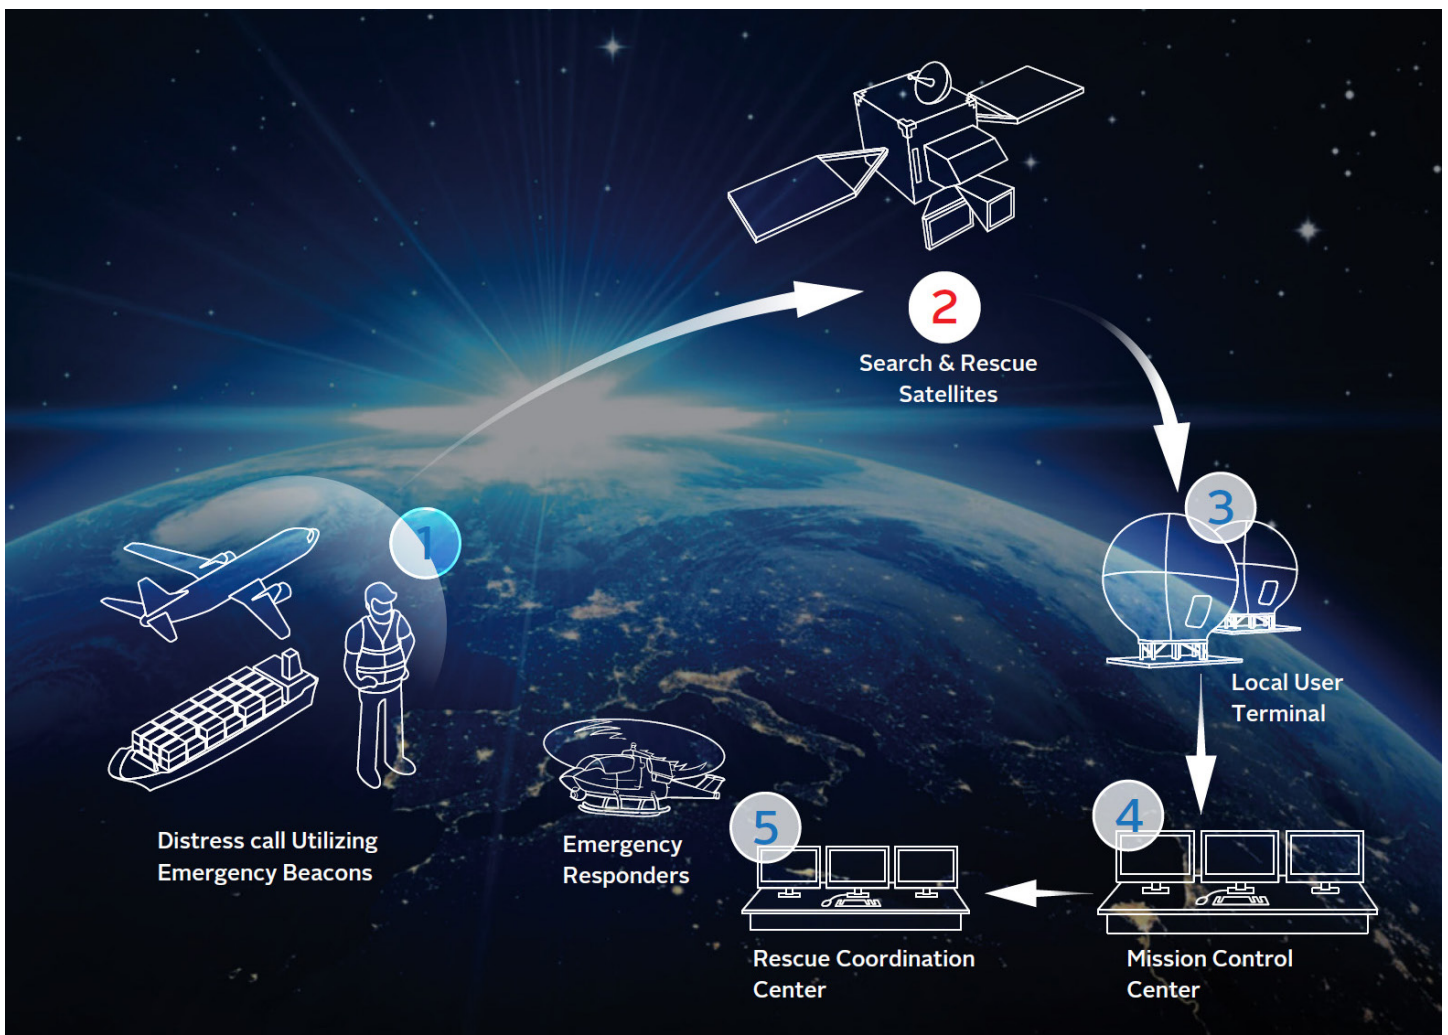 2
Search & Rescue
Satellites
3
Local User
Terminal
1
Distress call Utilizing
Emergency Beacons
Emergency
Responders
5
Rescue Coordination
Center
4
Mission Control
Center